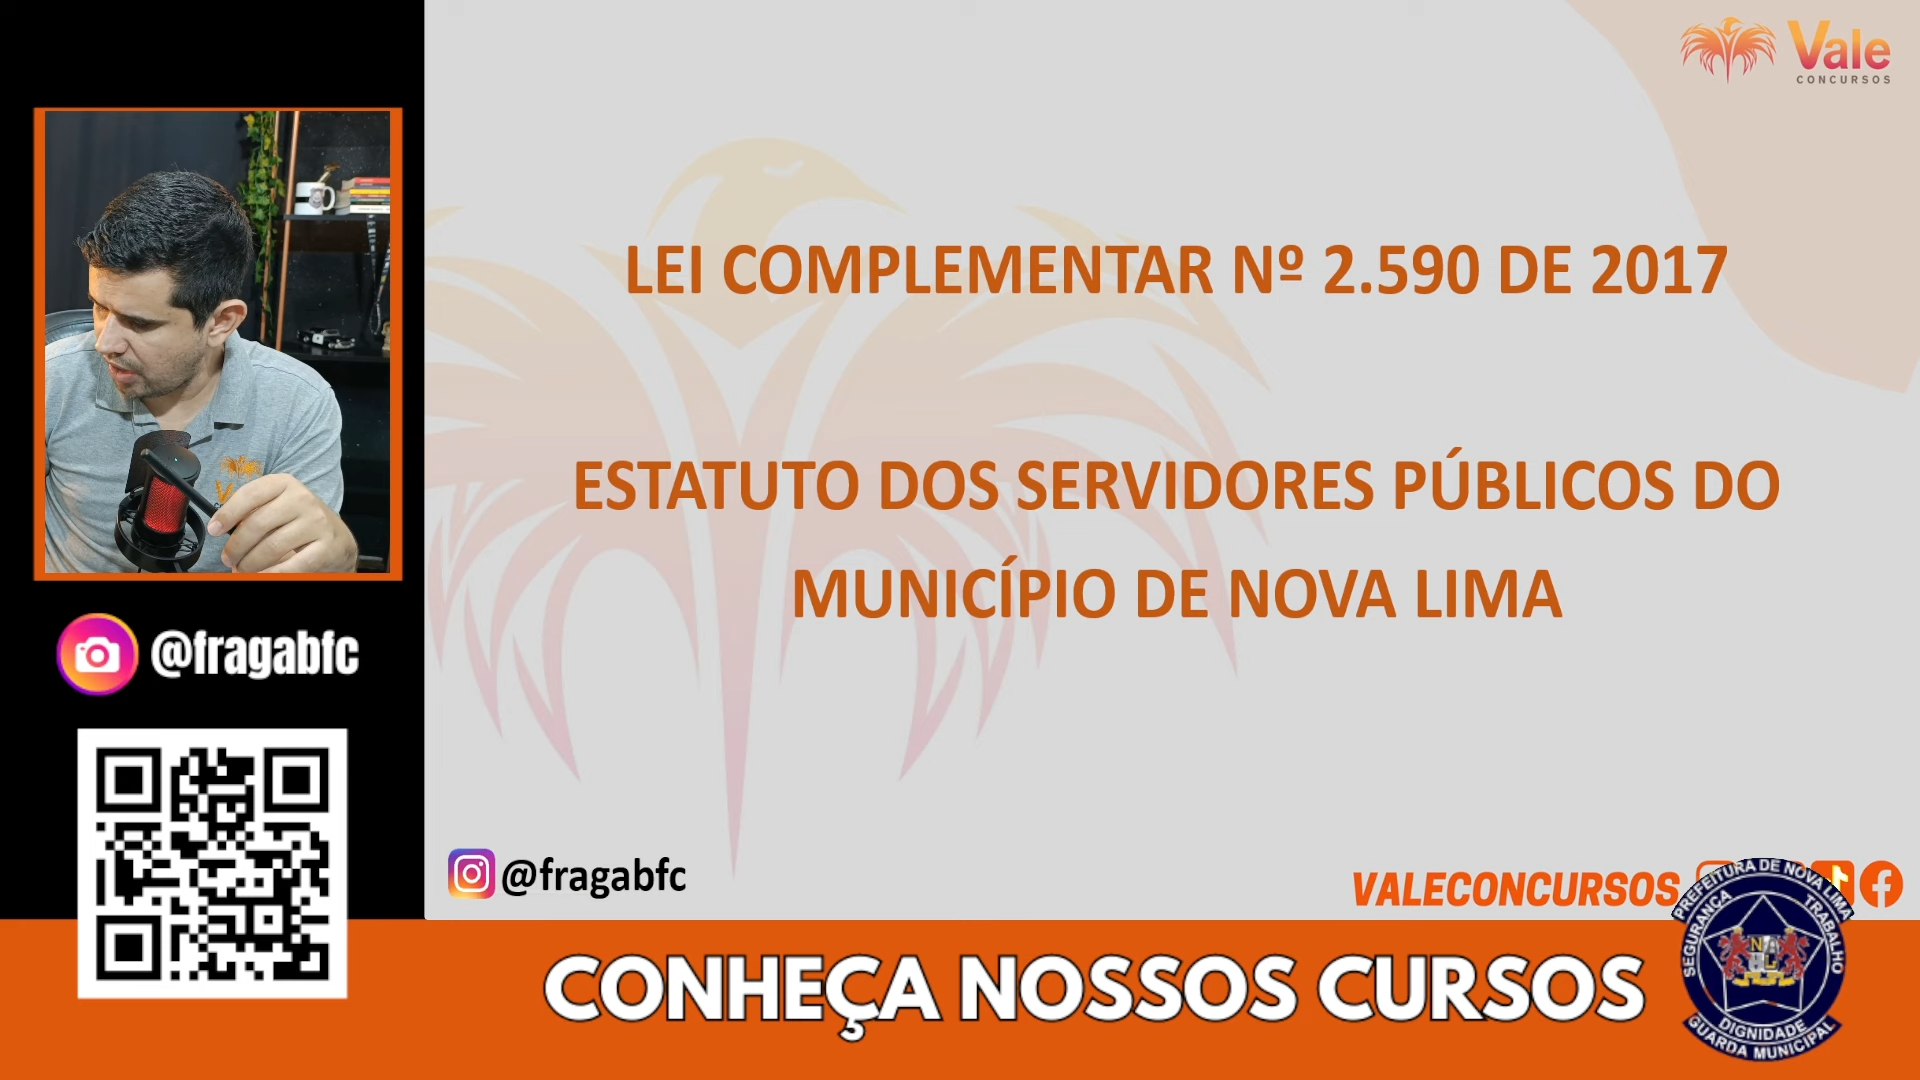 Vale
CONCURSOS
LEI COMPLEMENTAR Nº 2.590 DE 2017
ESTATUTO DOS SERVIDORES PÚBLICOS DO
MUNICÍPIO DE NOVA LIMA
@fragabfc
@fragabfc
VALECONCURSOS
PREFEITURA DE NOVA LIMA
SEGURANÇA
TRABALHO
DIGNIDADE
GUARDA MUNICIPAL
CONHEÇA NOSSOS CURSOS